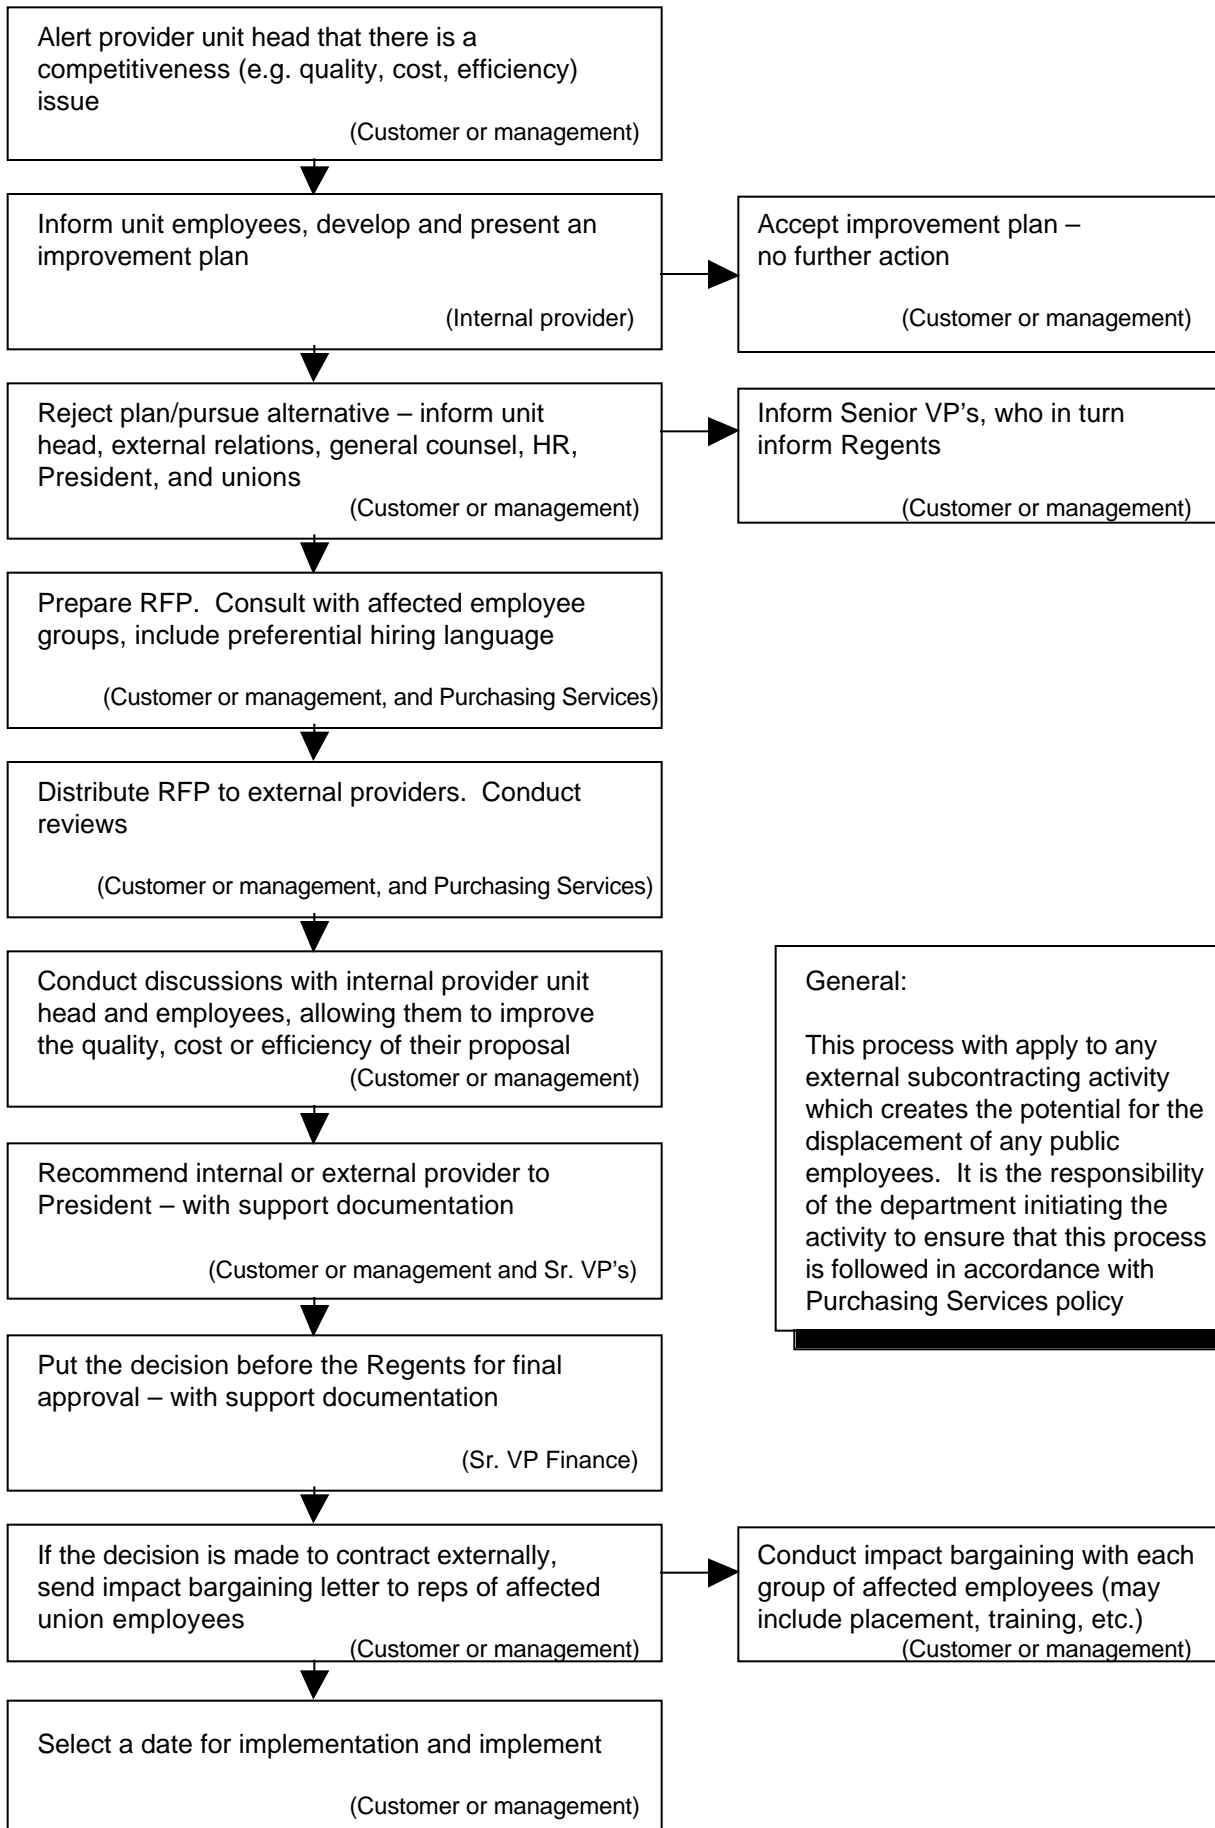 Alert provider unit head that there is a
competitiveness (e.g. quality, cost, efficiency)
issue
(Customer or management)
Inform unit employees, develop and present an
improvement plan
(Internal provider)
Accept improvement plan –
no further action
(Customer or management)
Reject plan/pursue alternative – inform unit
head, external relations, general counsel, HR,
President, and unions
(Customer or management)
Inform Senior VP's, who in turn
inform Regents
(Customer or management)
Prepare RFP.  Consult with affected employee
groups, include preferential hiring language
(Customer or management, and Purchasing Services)
Distribute RFP to external providers.  Conduct
reviews
(Customer or management, and Purchasing Services)
Conduct discussions with internal provider unit
head and employees, allowing them to improve
the quality, cost or efficiency of their proposal
(Customer or management)
General:
This process with apply to any
external subcontracting activity
which creates the potential for the
displacement of any public
employees.  It is the responsibility
of the department initiating the
activity to ensure that this process
is followed in accordance with
Purchasing Services policy
Recommend internal or external provider to
President – with support documentation
(Customer or management and Sr. VP's)
Put the decision before the Regents for final
approval – with support documentation
(Sr. VP Finance)
If the decision is made to contract externally,
send impact bargaining letter to reps of affected
union employees
(Customer or management)
Conduct impact bargaining with each
group of affected employees (may
include placement, training, etc.)
(Customer or management)
Select a date for implementation and implement
(Customer or management)